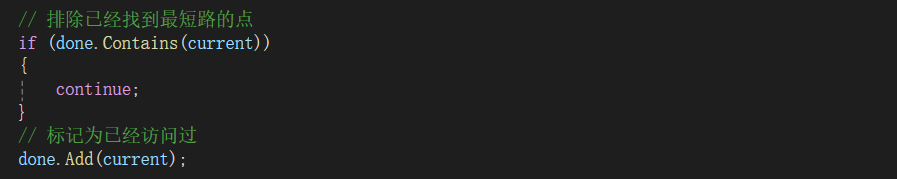 // 排除已经找到最短路的点
if (done.Contains(current))
{
    continue;
}
// 标记为已经访问过
done.Add(current);